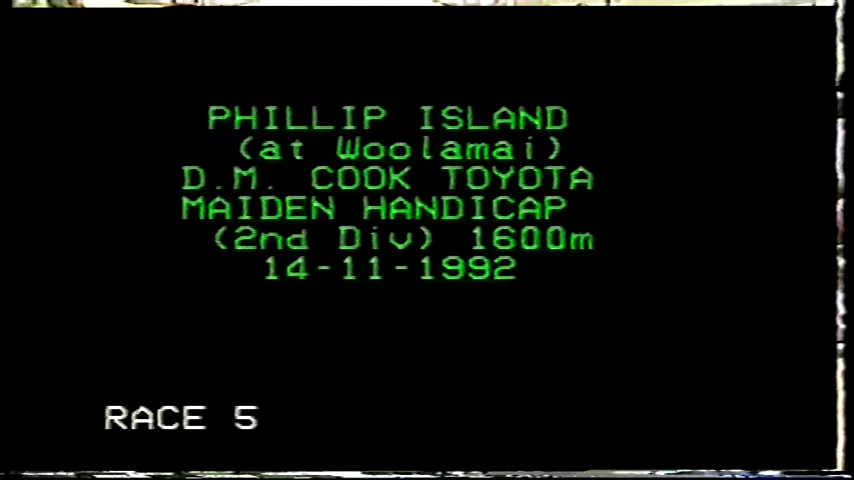 PHILLIP ISLAND
(at Woolamai)
D.M. COOK TOYOTA
MAIDEN HANDICAP
(2nd Div) 1600m
14-11-1992
RACE 5